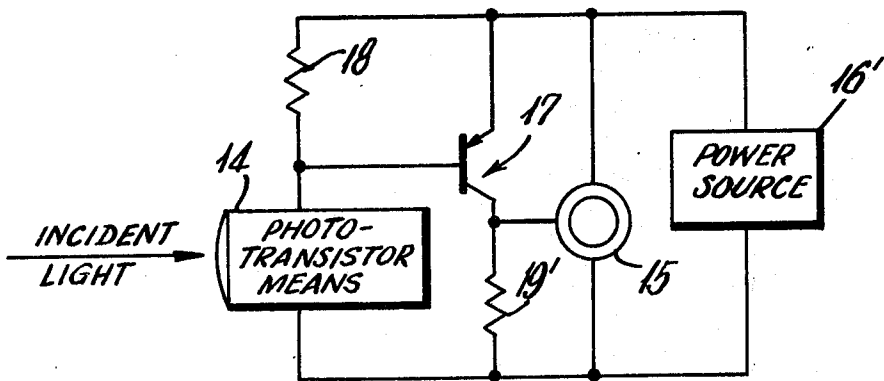 18
16'
17
14
POWER
SOURCE
INCIDENT
LIGHT
PHOTO-
TRANSISTOR
MEANS
19'
15